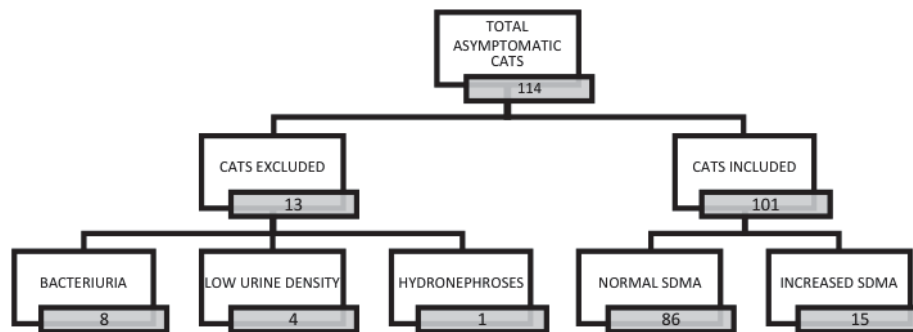 TOTAL
ASYMPTOMATIC
CATS
114
CATS EXCLUDED
13
CATS INCLUDED
101
BACTERIURIA
8
LOW URINE DENSITY
4
HYDRONEPHROSES
1
NORMAL SDMA
86
INCREASED SDMA
15